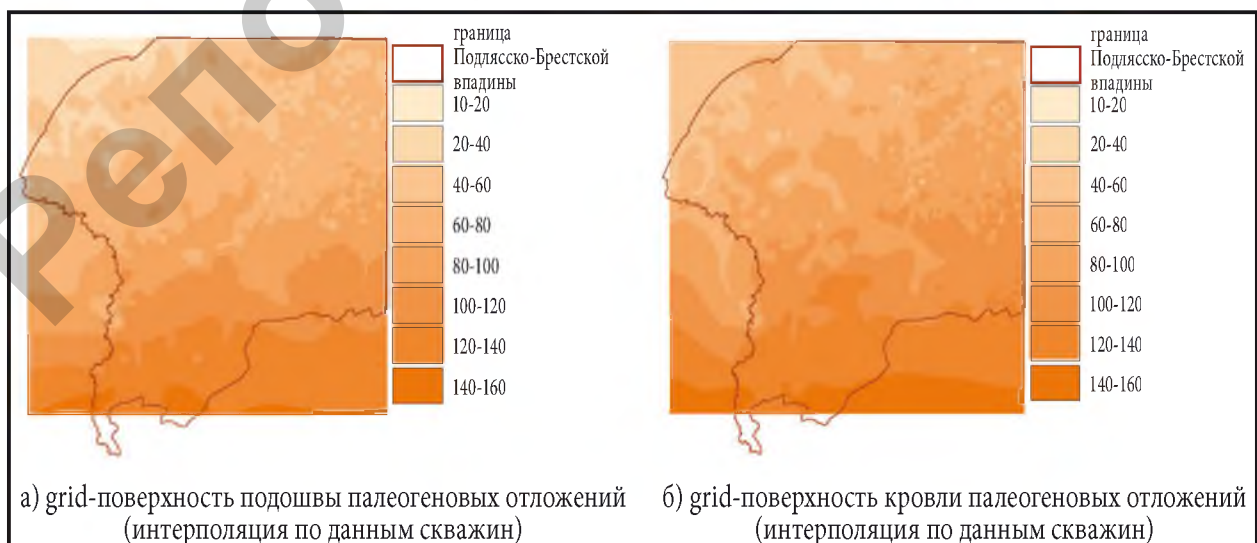 Репо
граница
Подлясско-Брестской
впадины
10-20
20-40
40-60
60-80
80-100
100-120
120-140
140-160
а) grid-поверхность подошвы палеогеновых отложений
(интерполяция по данным скважин)
граница
Подлясско-Брестской
впадины
10-20
20-40
40-60
60-80
80-100
100-120
120-140
140-160
б) grid-поверхность кровли палеогеновых отложений
(интерполяция по данным скважин)